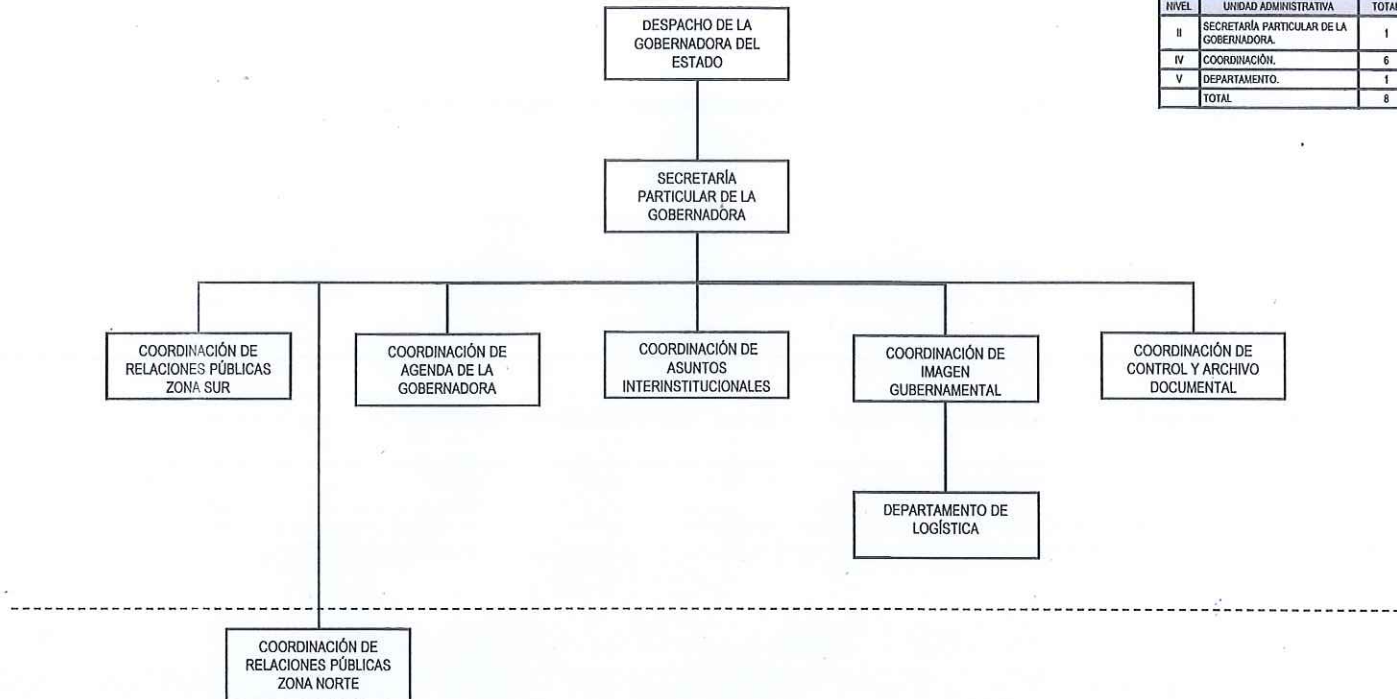 DESPACHO DE LA
GOBERNADORA DEL
ESTADO
NIVEL UNIDAD ADMINISTRATIVA TOTAL
II SECRETARÍA PARTICULAR DE LA GOBERNADORA. 1
IV COORDINACIÓN. 6
V DEPARTAMENTO. 1
TOTAL 8
SECRETARÍA
PARTICULAR DE LA
GOBERNADORA
COORDINACIÓN DE
RELACIONES PÚBLICAS
ZONA SUR
COORDINACIÓN DE
AGENDA DE LA
GOBERNADORA
COORDINACIÓN DE
ASUNTOS
INTERINSTITUCIONALES
COORDINACIÓN DE
IMAGEN
GUBERNAMENTAL
COORDINACIÓN DE
CONTROL Y ARCHIVO
DOCUMENTAL
DEPARTAMENTO DE
LOGÍSTICA
COORDINACIÓN DE
RELACIONES PÚBLICAS
ZONA NORTE